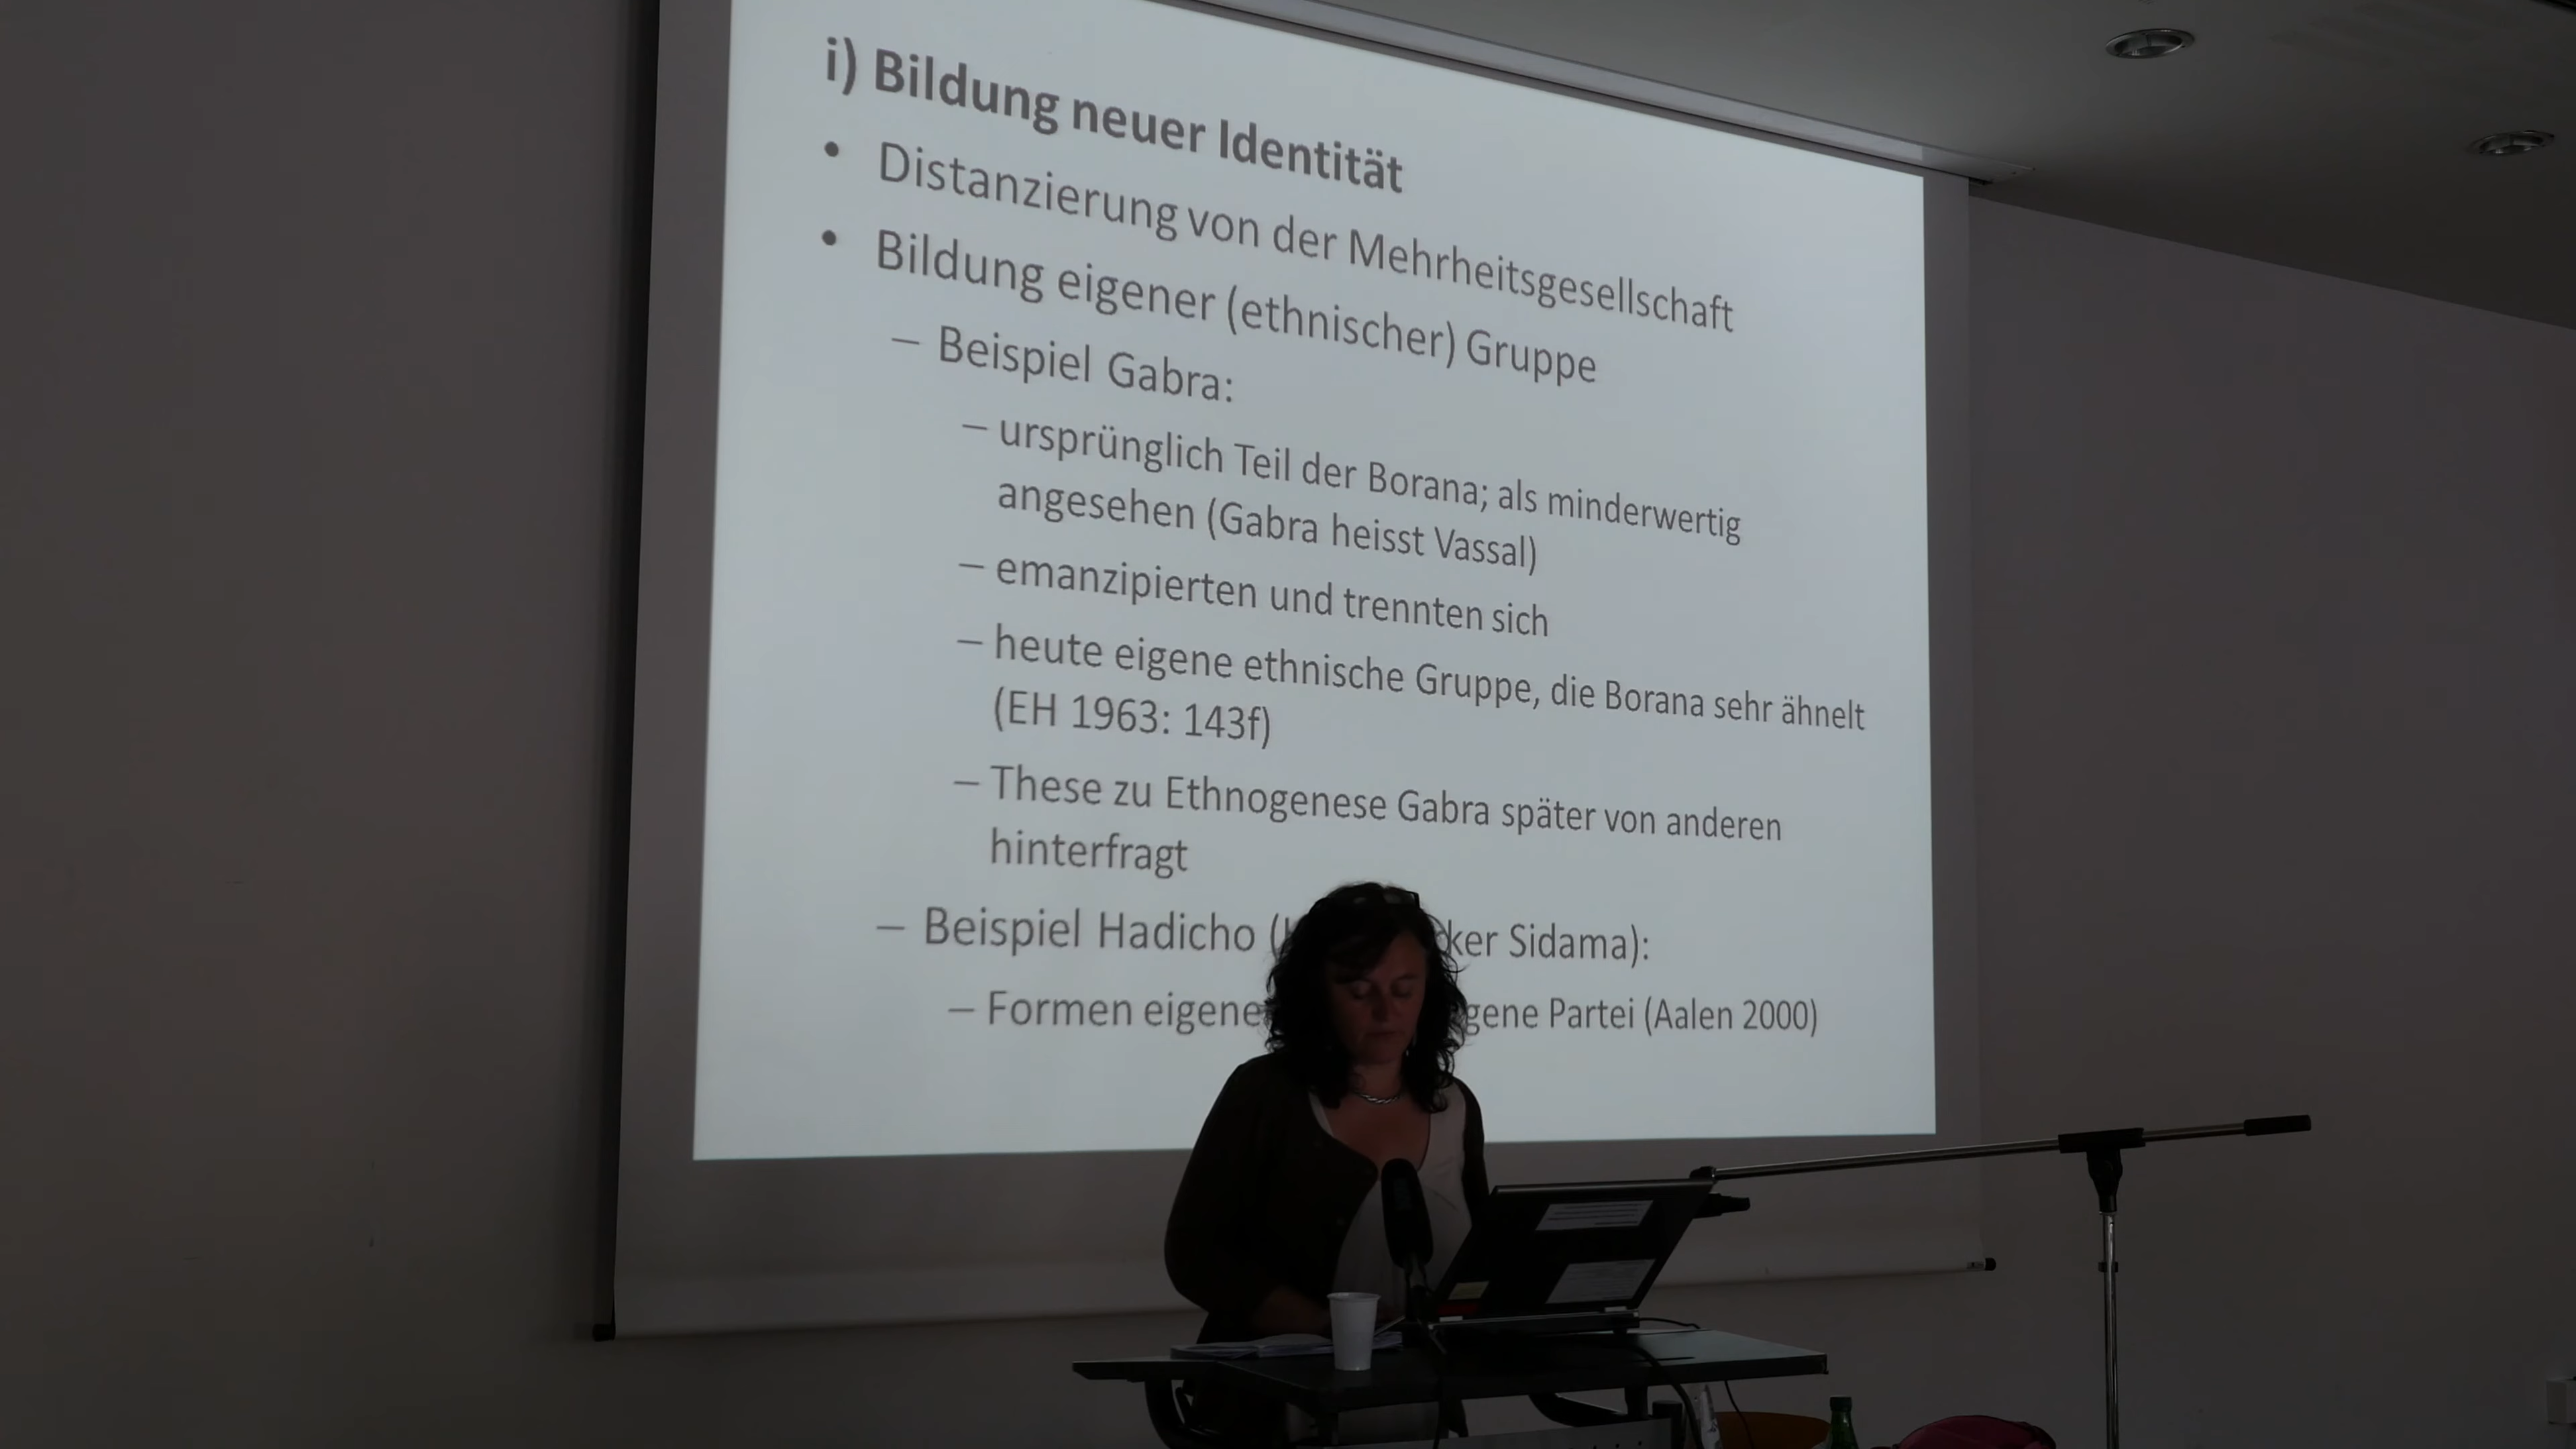 i) Bildung neuer Identität
• Distanzierung von der Mehrheitsgesellschaft
• Bildung eigener (ethnischer) Gruppe
– Beispiel Gabra:
– ursprünglich Teil der Borana; als minderwertig
angesehen (Gabra heisst Vassal)
– emanzipierten und trennten sich
– heute eigene ethnische Gruppe, die Borana sehr ähnelt
(EH 1963: 143f)
– These zu Ethnogenese Gabra später von anderen
hinterfragt
– Beispiel Hadicho ( ker Sidama):
– Formen eigene gene Partei (Aalen 2000)